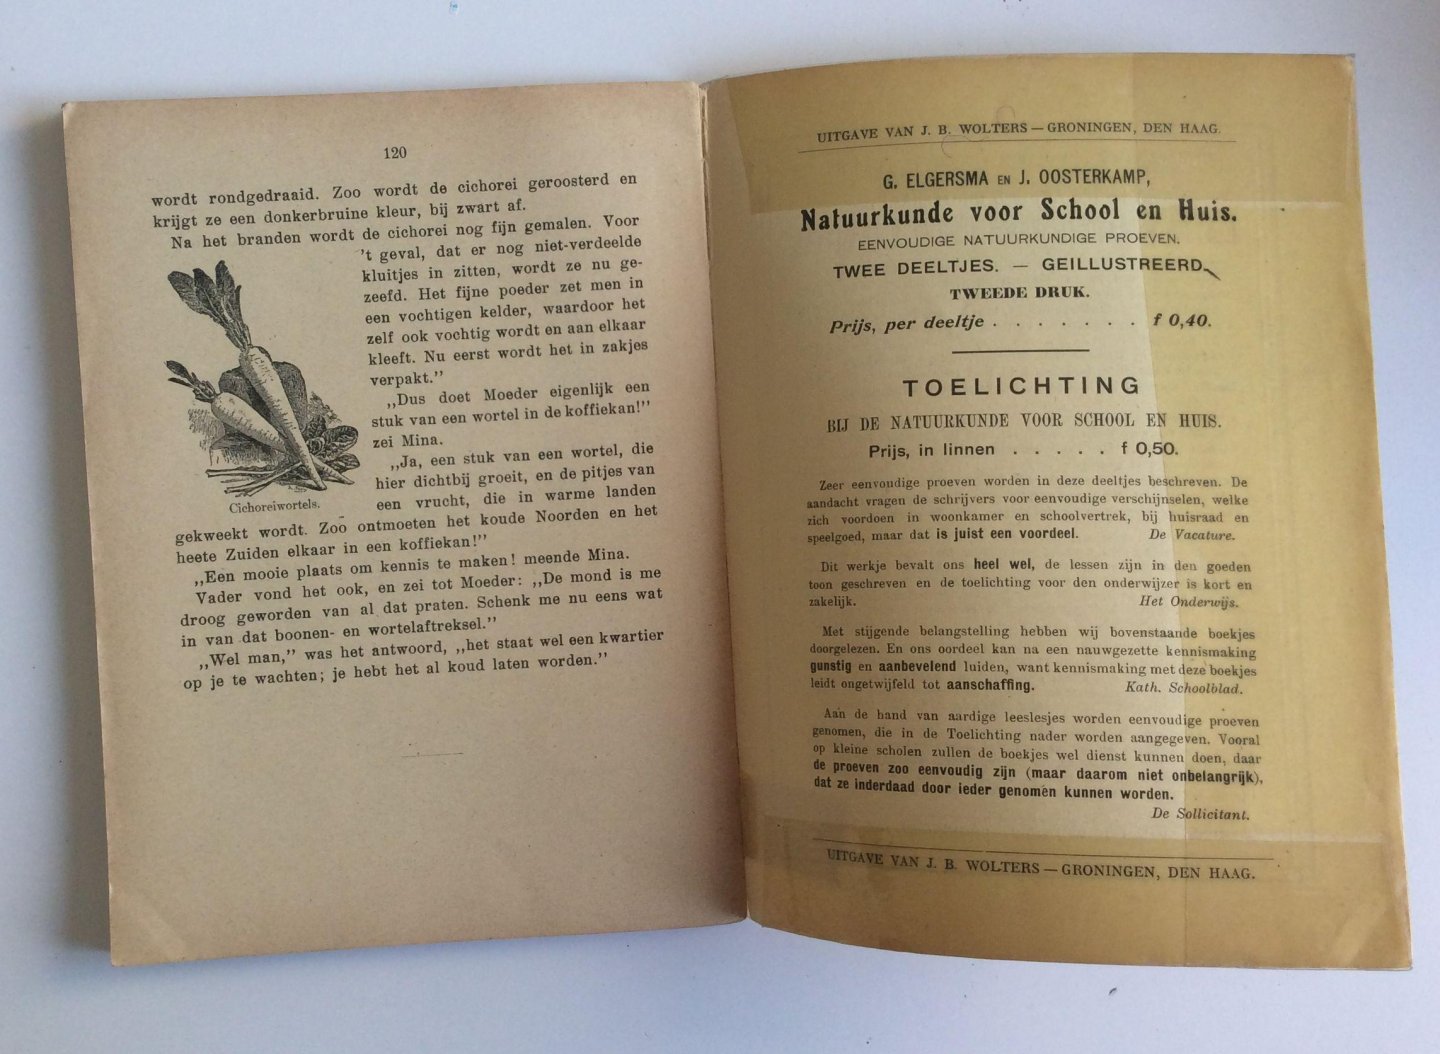 120
wordt rondgedraaid. Zoo wordt de cichorei geroosterd en
krijgt ze een donkerbruine kleur, bij zwart af.
Na het branden wordt de cichorei nog fijn gemalen. Voor
't geval, dat er nog niet-verdeelde
kluitjes in zitten, wordt ze nu ge-
zeefd. Het fijne poeder zet men in
een vochtigen kelder, waardoor het
zelf ook vochtig wordt en aan elkaar
kleeft. Nu eerst wordt het in zakjes
verpakt.”
„Dus doet Moeder eigenlijk een
stuk van een wortel in de koffiekan!”
zei Mina.
„Ja, een stuk van een wortel, die
hier dichtbij groeit, en de pitjes van
een vrucht, die in warme landen
Cichoreiwortels.
gekweekt wordt. Zoo ontmoeten het koude Noorden en het
heete Zuiden elkaar in een koffiekan!”
„Een mooie plaats om kennis te maken! meende Mina.
Vader vond het ook, en zei tot Moeder: „De mond is me
droog geworden van al dat praten. Schenk me nu eens wat
in van dat boonen- en wortelaftreksel.”
„Wel man,” was het antwoord, „het staat wel een kwartier
op je te wachten; je hebt het al koud laten worden.”
UITGAVE VAN J. B. WOLTERS — GRONINGEN, DEN HAAG.
G. ELGERSMA EN J. OOSTERKAMP,
Natuurkunde voor School en Huis.
EENVOUDIGE NATUURKUNDIGE PROEVEN.
TWEE DEELTJES. — GEILLUSTREERD.
TWEEDE DRUK.
Prijs, per deeltje . . . . . . . f 0,40.
TOELICHTING
BIJ DE NATUURKUNDE VOOR SCHOOL EN HUIS.
Prijs, in linnen . . . . . f 0,50.
Zeer eenvoudige proeven worden in deze deeltjes beschreven. De
aandacht vragen de schrijvers voor eenvoudige verschijnselen, welke
zich voordoen in woonkamer en schoolvertrek, bij huisraad en
speelgoed, maar dat is juist een voordeel. De Vacature.
Dit werkje bevalt ons heel wel, de lessen zijn in den goeden
toon geschreven en de toelichting voor den onderwijzer is kort en
zakelijk. Het Onderwijs.
Met stijgende belangstelling hebben wij bovenstaande boekjes
doorgelezen. En ons oordeel kan na een nauwgezette kennismaking
gunstig en aanbevelend luiden, want kennismaking met deze boekjes
leidt ongetwijfeld tot aanschaffing. Kath. Schoolblad.
Aan de hand van aardige leeslesjes worden eenvoudige proeven
genomen, die in de Toelichting nader worden aangegeven. Vooral
op kleine scholen zullen de boekjes wel dienst kunnen doen, daar
de proeven zoo eenvoudig zijn (maar daarom niet onbelangrijk),
dat ze inderdaad door ieder genomen kunnen worden.
De Sollicitant.
UITGAVE VAN J. B. WOLTERS — GRONINGEN, DEN HAAG.